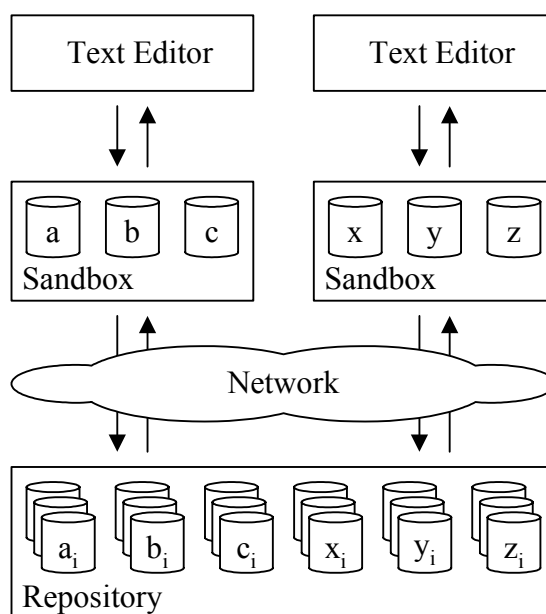 Text Editor Text Editor
a b c x y z
Sandbox Sandbox
Network
aᵢ bᵢ cᵢ xᵢ yᵢ zᵢ
Repository